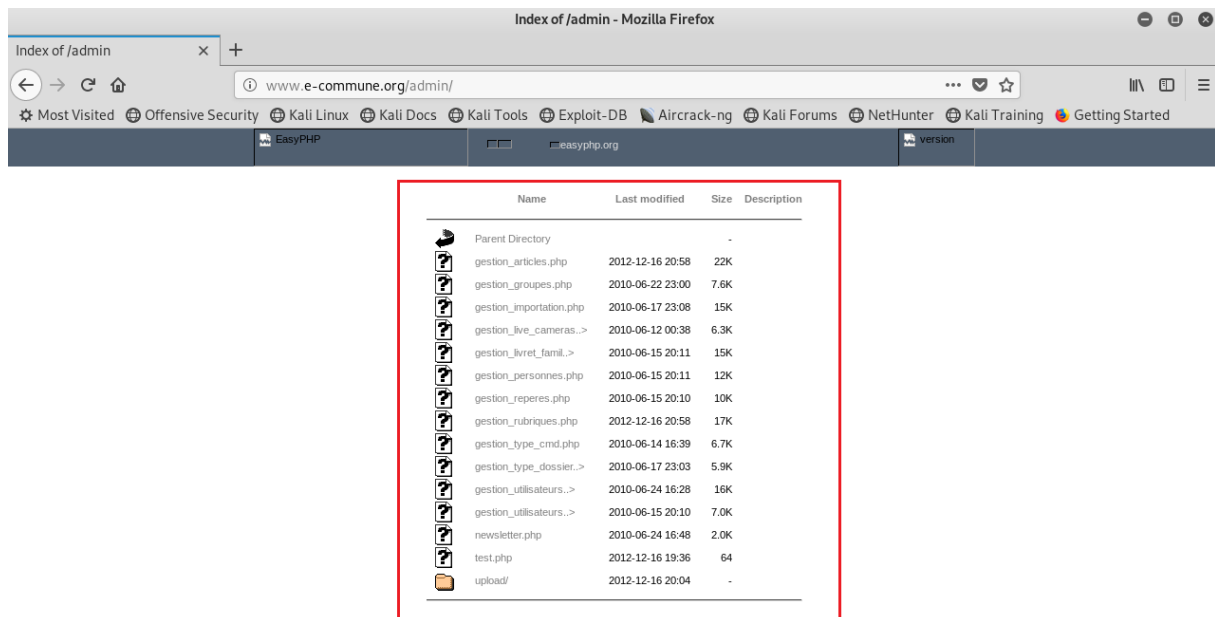 Index of /admin - Mozilla Firefox
Index of /admin
www.e-commune.org/admin/
Most Visited Offensive Security Kali Linux Kali Docs Kali Tools Exploit-DB Aircrack-ng Kali Forums NetHunter Kali Training Getting Started
EasyPHP easyphp.org version
Name Last modified Size Description
Parent Directory -
gestion_articles.php 2012-12-16 20:58 22K
gestion_groupes.php 2010-06-22 23:00 7.6K
gestion_importation.php 2010-06-17 23:08 15K
gestion_live_cameras..> 2010-06-12 00:38 6.3K
gestion_livret_famil..> 2010-06-15 20:11 15K
gestion_personnes.php 2010-06-15 20:11 12K
gestion_reperes.php 2010-06-15 20:10 10K
gestion_rubriques.php 2012-12-16 20:58 17K
gestion_type_cmd.php 2010-06-14 16:39 6.7K
gestion_type_dossier..> 2010-06-17 23:03 5.9K
gestion_utilisateurs..> 2010-06-24 16:28 16K
gestion_utilisateurs..> 2010-06-15 20:10 7.0K
newsletter.php 2010-06-24 16:48 2.0K
test.php 2012-12-16 19:36 64
upload/ 2012-12-16 20:04 -